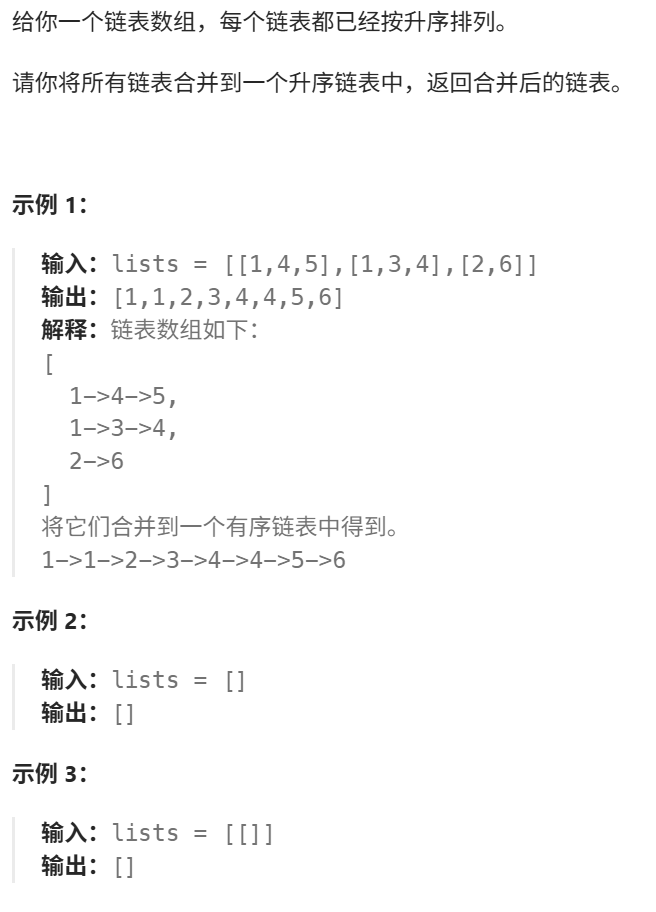 给你一个链表数组，每个链表都已经按升序排列。
请你将所有链表合并到一个升序链表中，返回合并后的链表。
示例 1：
输入：lists = [[1,4,5],[1,3,4],[2,6]]
输出：[1,1,2,3,4,4,5,6]
解释：链表数组如下：
[
  1->4->5,
  1->3->4,
  2->6
]
将它们合并到一个有序链表中得到。
1->1->2->3->4->4->5->6
示例 2：
输入：lists = []
输出：[]
示例 3：
输入：lists = [[]]
输出：[]